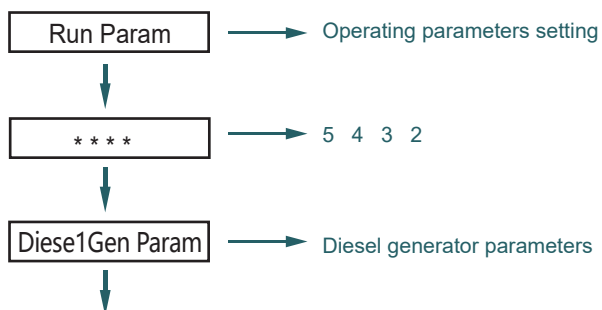 Run Param
Operating parameters setting
* * * *
5 4 3 2
Diese1Gen Param
Diesel generator parameters